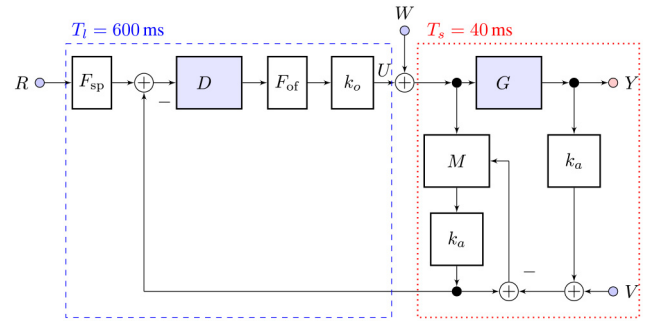 T_l = 600 ms
W
T_s = 40 ms
R
F_sp
−
D
F_of
k_o
U
G
Y
M
k_a
k_a
−
V